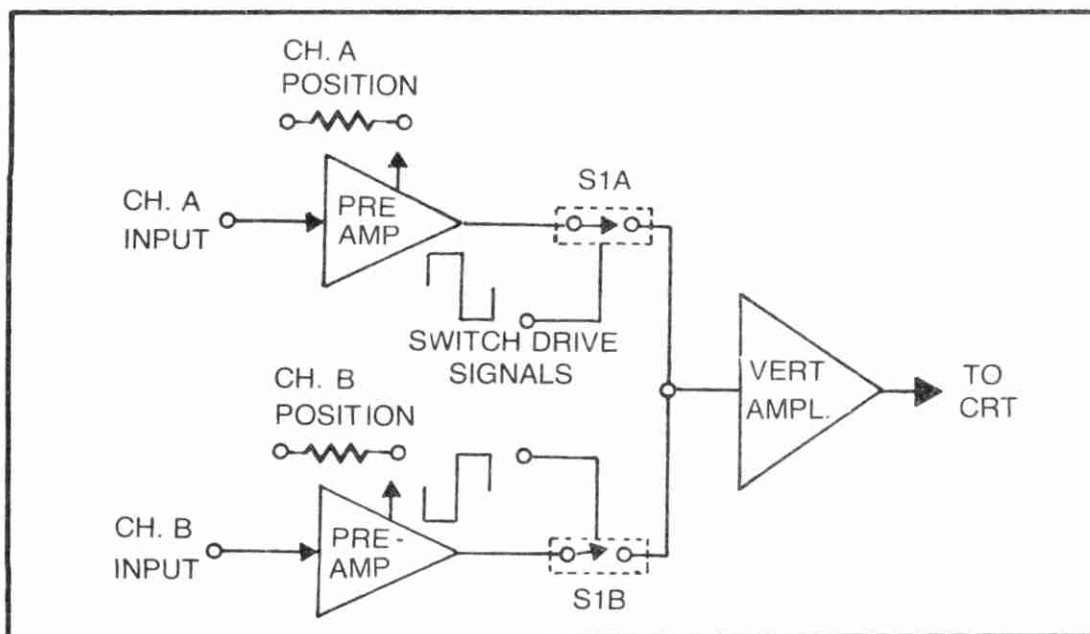 CH. A
POSITION
CH. A
INPUT
PRE
AMP
S1A
SWITCH DRIVE
SIGNALS
CH. B
POSITION
VERT
AMPL.
TO
CRT
CH. B
INPUT
PRE-
AMP
S1B